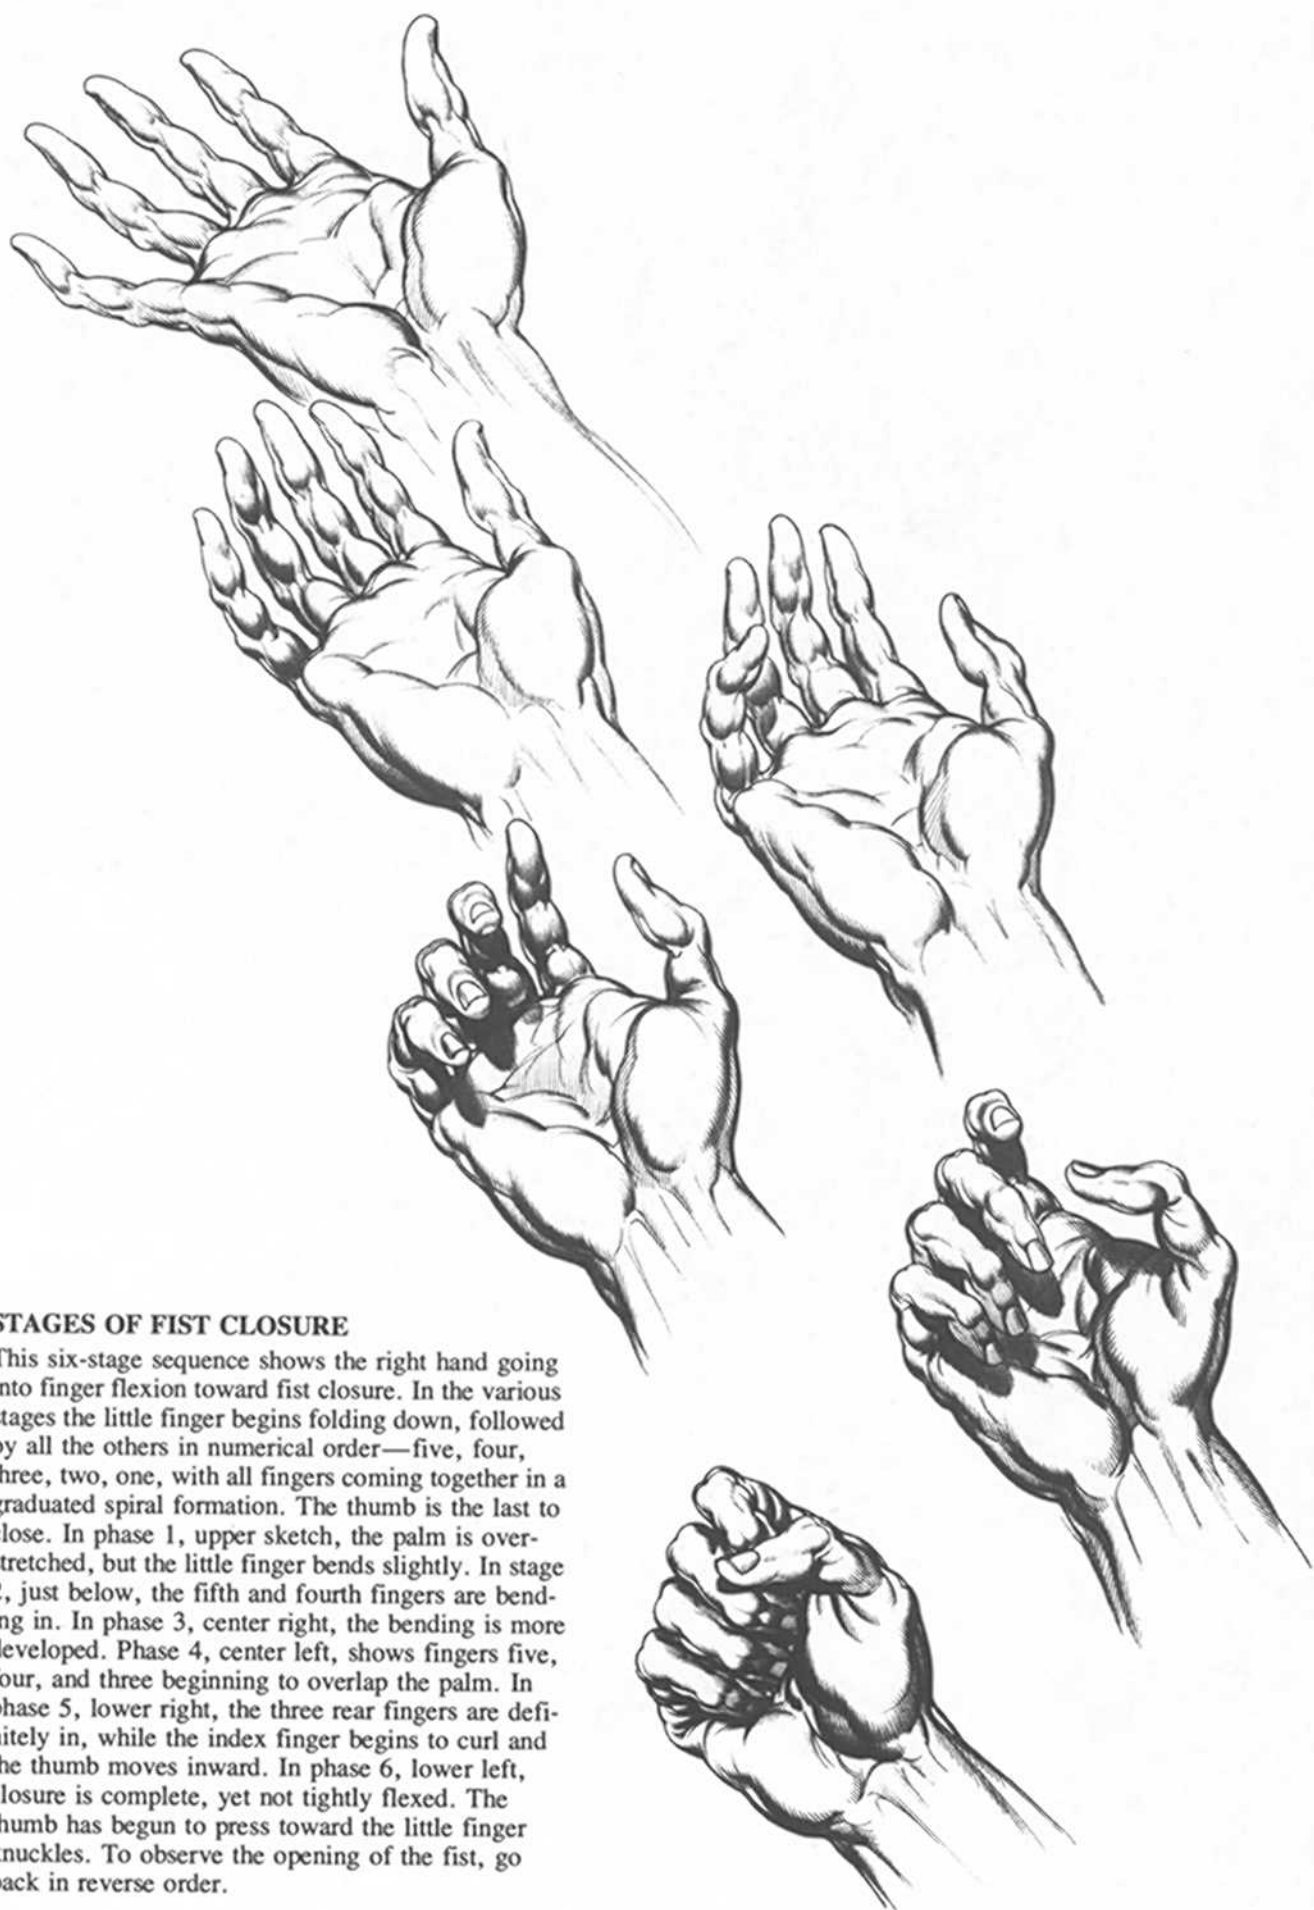 STAGES OF FIST CLOSURE
This six-stage sequence shows the right hand going
nto finger flexion toward fist closure. In the various
tages the little finger begins folding down, followed
by all the others in numerical order—five, four,
hree, two, one, with all fingers coming together in a
graduated spiral formation. The thumb is the last to
lose. In phase 1, upper sketch, the palm is over-
tretched, but the little finger bends slightly. In stage
, just below, the fifth and fourth fingers are bend-
ng in. In phase 3, center right, the bending is more
developed. Phase 4, center left, shows fingers five,
our, and three beginning to overlap the palm. In
phase 5, lower right, the three rear fingers are defi-
nitely in, while the index finger begins to curl and
he thumb moves inward. In phase 6, lower left,
losure is complete, yet not tightly flexed. The
humb has begun to press toward the little finger
knuckles. To observe the opening of the fist, go
back in reverse order.